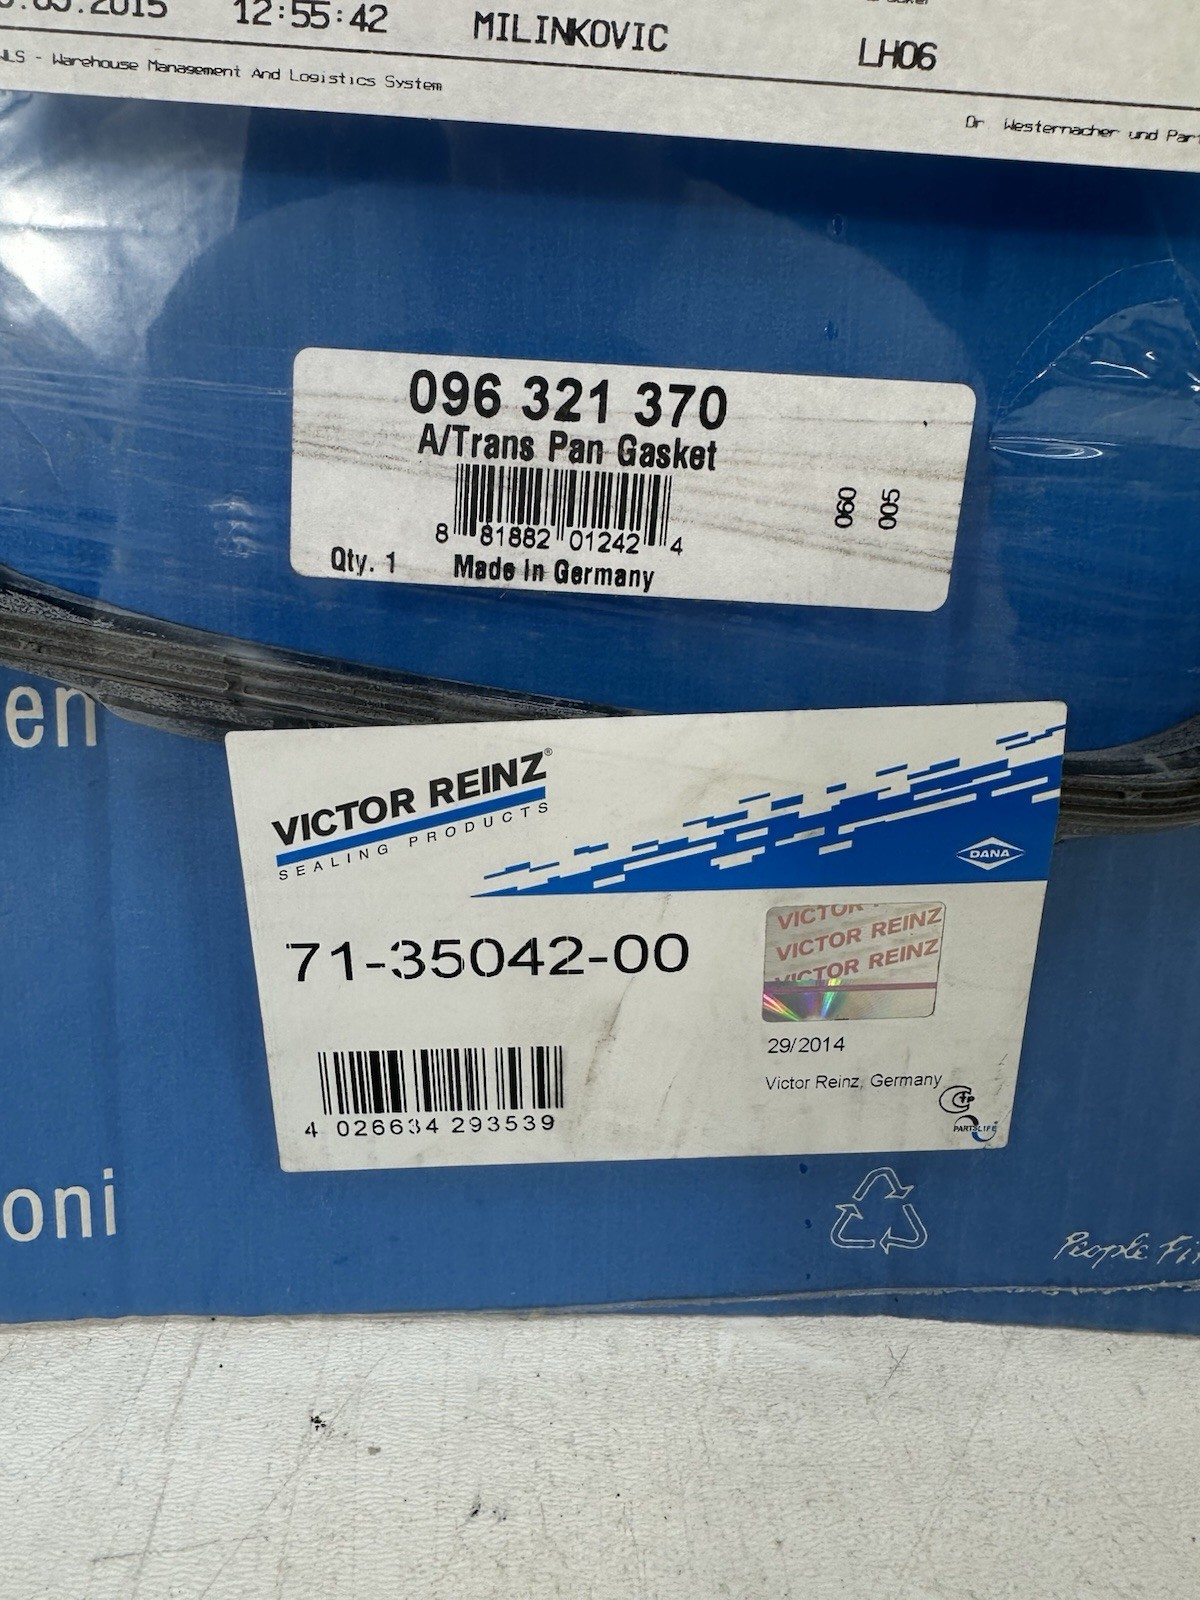 .2015 12:55:42 MILINKOVIC LH06
- Warehouse Management And Logistics System
Dr Westernacher und Part
096 321 370
A/Trans Pan Gasket
8 81882 01242 4
Qty. 1 Made In Germany
060
005
en
VICTOR REINZ®
SEALING PRODUCTS
DANA
71-35042-00
VICTOR
VICTOR REINZ
VICTOR REINZ
29/2014
Victor Reinz, Germany
4 026634 293539
PARTSLIFE
oni
People Fi